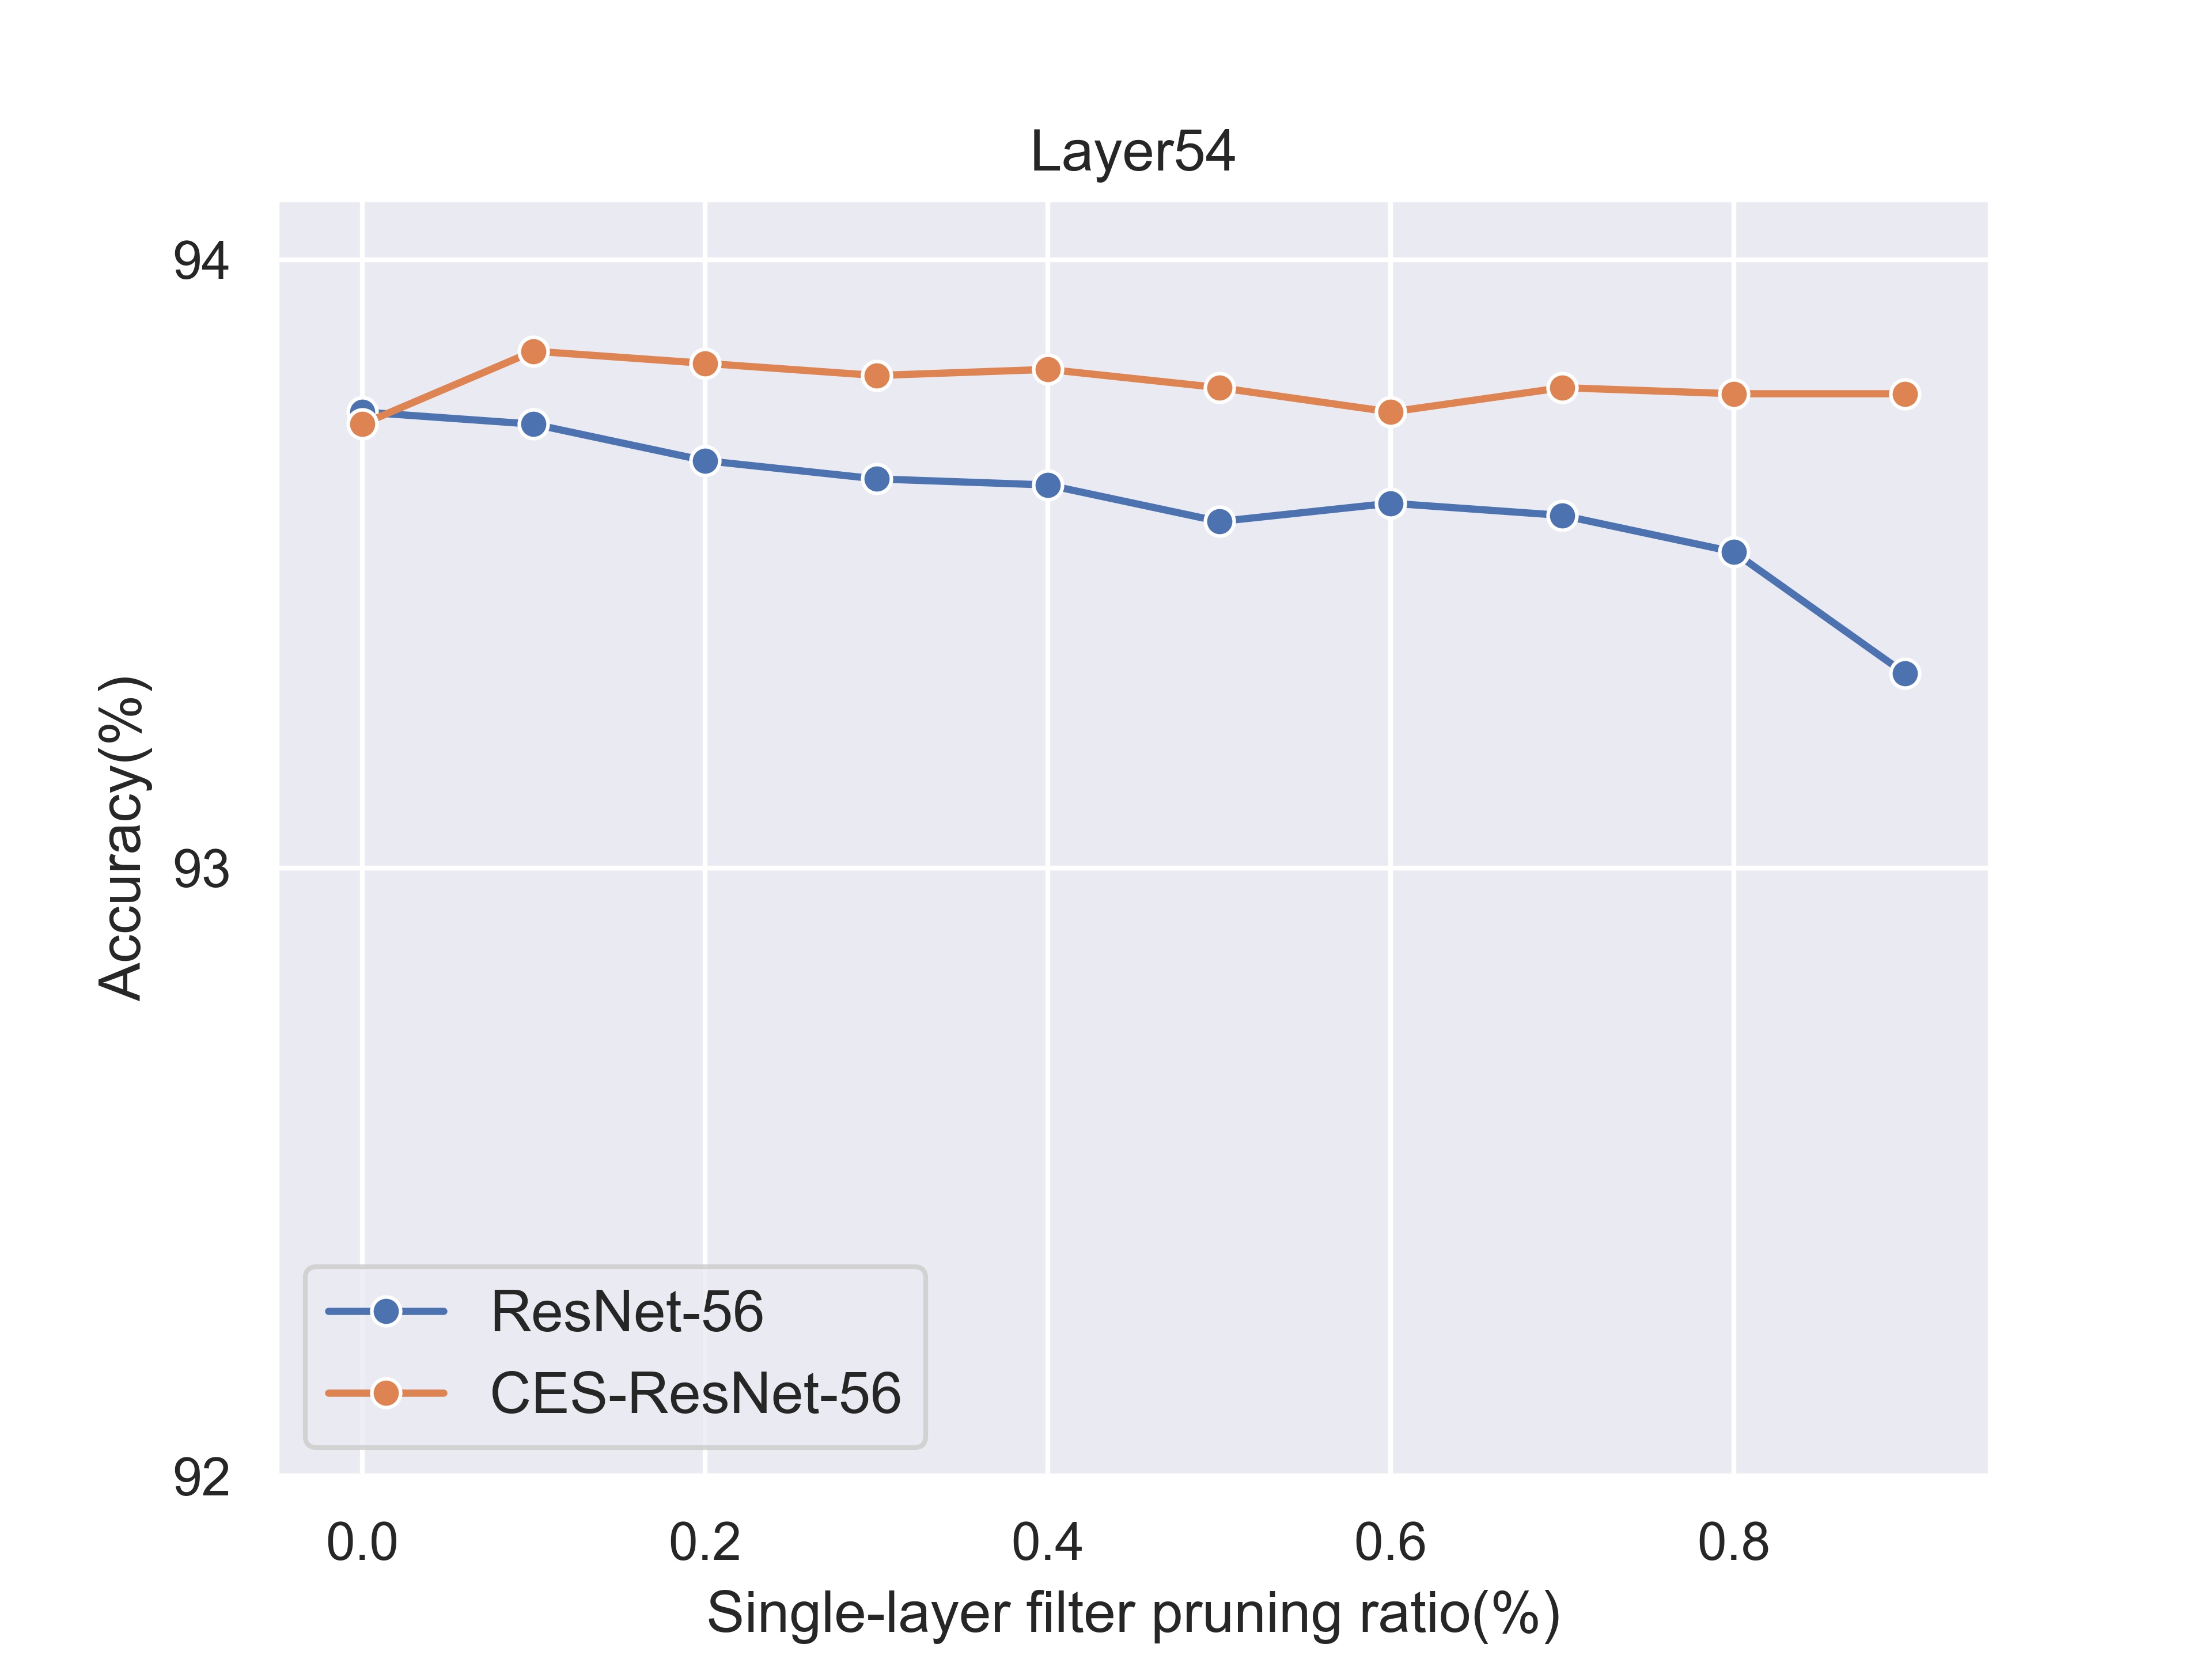 Layer54
94
93
92
Accuracy(%)
ResNet-56
CES-ResNet-56
0.0 0.2 0.4 0.6 0.8
Single-layer filter pruning ratio(%)